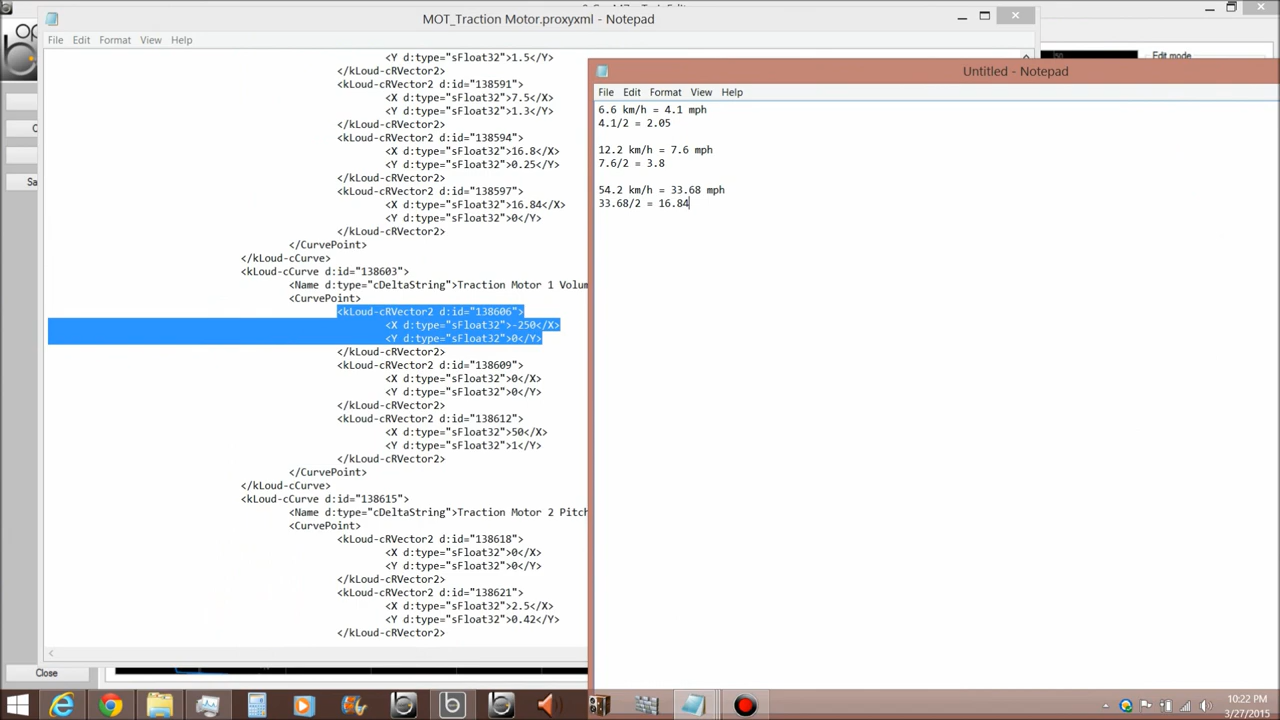 MOT_Traction Motor.proxyxml - Notepad
File Edit Format View Help
<Y d:type="sFloat32">1.5</Y>
</kLoud-cRVector2>
<kLoud-cRVector2 d:id="138591">
<X d:type="sFloat32">7.5</X>
<Y d:type="sFloat32">1.3</Y>
</kLoud-cRVector2>
<kLoud-cRVector2 d:id="138594">
<X d:type="sFloat32">16.8</X>
<Y d:type="sFloat32">0.25</Y>
</kLoud-cRVector2>
<kLoud-cRVector2 d:id="138597">
<X d:type="sFloat32">16.84</X>
<Y d:type="sFloat32">0</Y>
</kLoud-cRVector2>
</CurvePoint>
</kLoud-cCurve>
<kLoud-cCurve d:id="138603">
<Name d:type="cDeltaString">Traction Motor 1 Volum
<CurvePoint>
<kLoud-cRVector2 d:id="138606">
<X d:type="sFloat32">-250</X>
<Y d:type="sFloat32">0</Y>
</kLoud-cRVector2>
<kLoud-cRVector2 d:id="138609">
<X d:type="sFloat32">0</X>
<Y d:type="sFloat32">0</Y>
</kLoud-cRVector2>
<kLoud-cRVector2 d:id="138612">
<X d:type="sFloat32">50</X>
<Y d:type="sFloat32">1</Y>
</kLoud-cRVector2>
</CurvePoint>
</kLoud-cCurve>
<kLoud-cCurve d:id="138615">
<Name d:type="cDeltaString">Traction Motor 2 Pitch
<CurvePoint>
<kLoud-cRVector2 d:id="138618">
<X d:type="sFloat32">0</X>
<Y d:type="sFloat32">0</Y>
</kLoud-cRVector2>
<kLoud-cRVector2 d:id="138621">
<X d:type="sFloat32">2.5</X>
<Y d:type="sFloat32">0.42</Y>
</kLoud-cRVector2>
Edit mode
Untitled - Notepad
File Edit Format View Help
6.6 km/h = 4.1 mph
4.1/2 = 2.05
12.2 km/h = 7.6 mph
7.6/2 = 3.8
54.2 km/h = 33.68 mph
33.68/2 = 16.84
Close
10:22 PM
3/27/2015